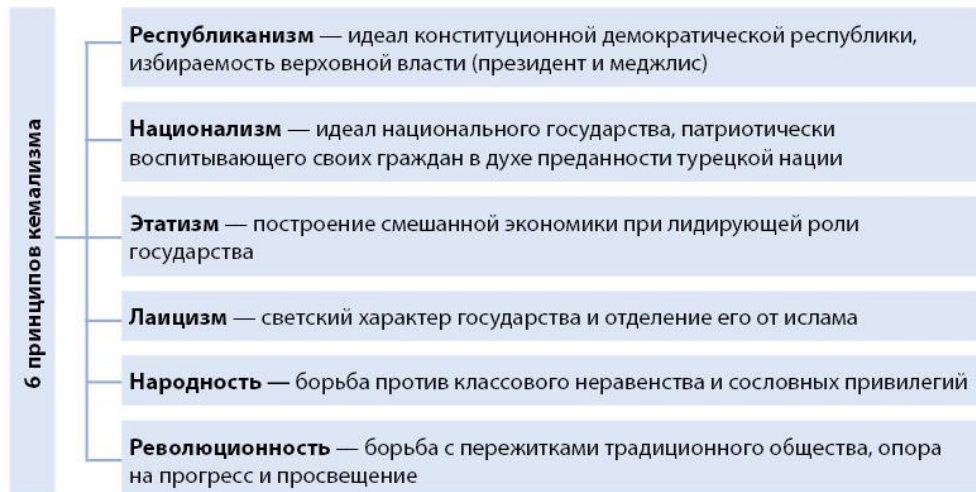 6 принципов кемализма
Республиканизм — идеал конституционной демократической республики,
избираемость верховной власти (президент и меджлис)
Национализм — идеал национального государства, патриотически
воспитывающего своих граждан в духе преданности турецкой нации
Этатизм — построение смешанной экономики при лидирующей роли
государства
Лаицизм — светский характер государства и отделение его от ислама
Народность — борьба против классового неравенства и сословных привилегий
Революционность — борьба с пережитками традиционного общества, опора
на прогресс и просвещение